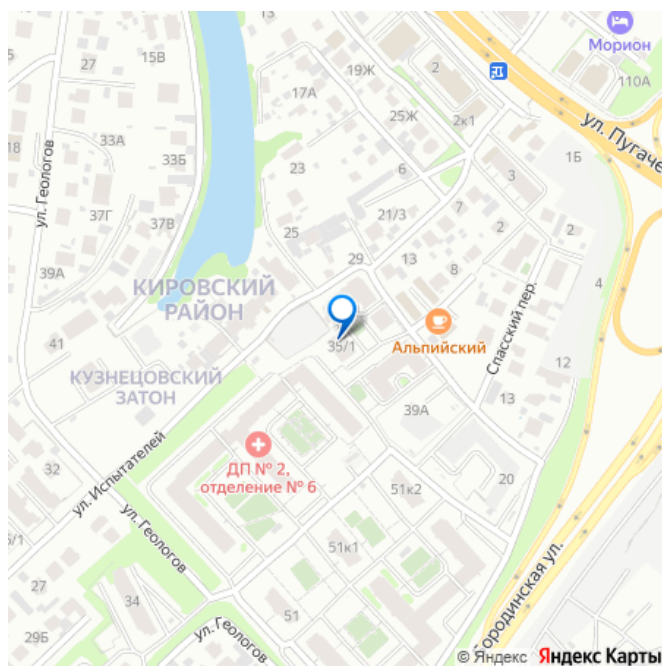 Морион
13
2
19Ж
27
15В
110А
17А
ул. Пугаче
25Ж
2к1
33А
18
ул. Геологов
1Б
33Б
23
6
3
21/3
7
37Г
37В
2
2
25
39А
29
13
8
КИРОВСКИЙ
РАЙОН
4
Спасский пер.
41
35/1
Альпийский
12
КУЗНЕЦОВСКИЙ
ЗАТОН
13
39А
ДП № 2,
отделение № 6
32
20
51к2
ул. Испытателей
ул. Геологов
51к1
6/1
Бородинская ул.
27
34
51
29Б
ул. Геологов
© Яндекс Яндекс Карты